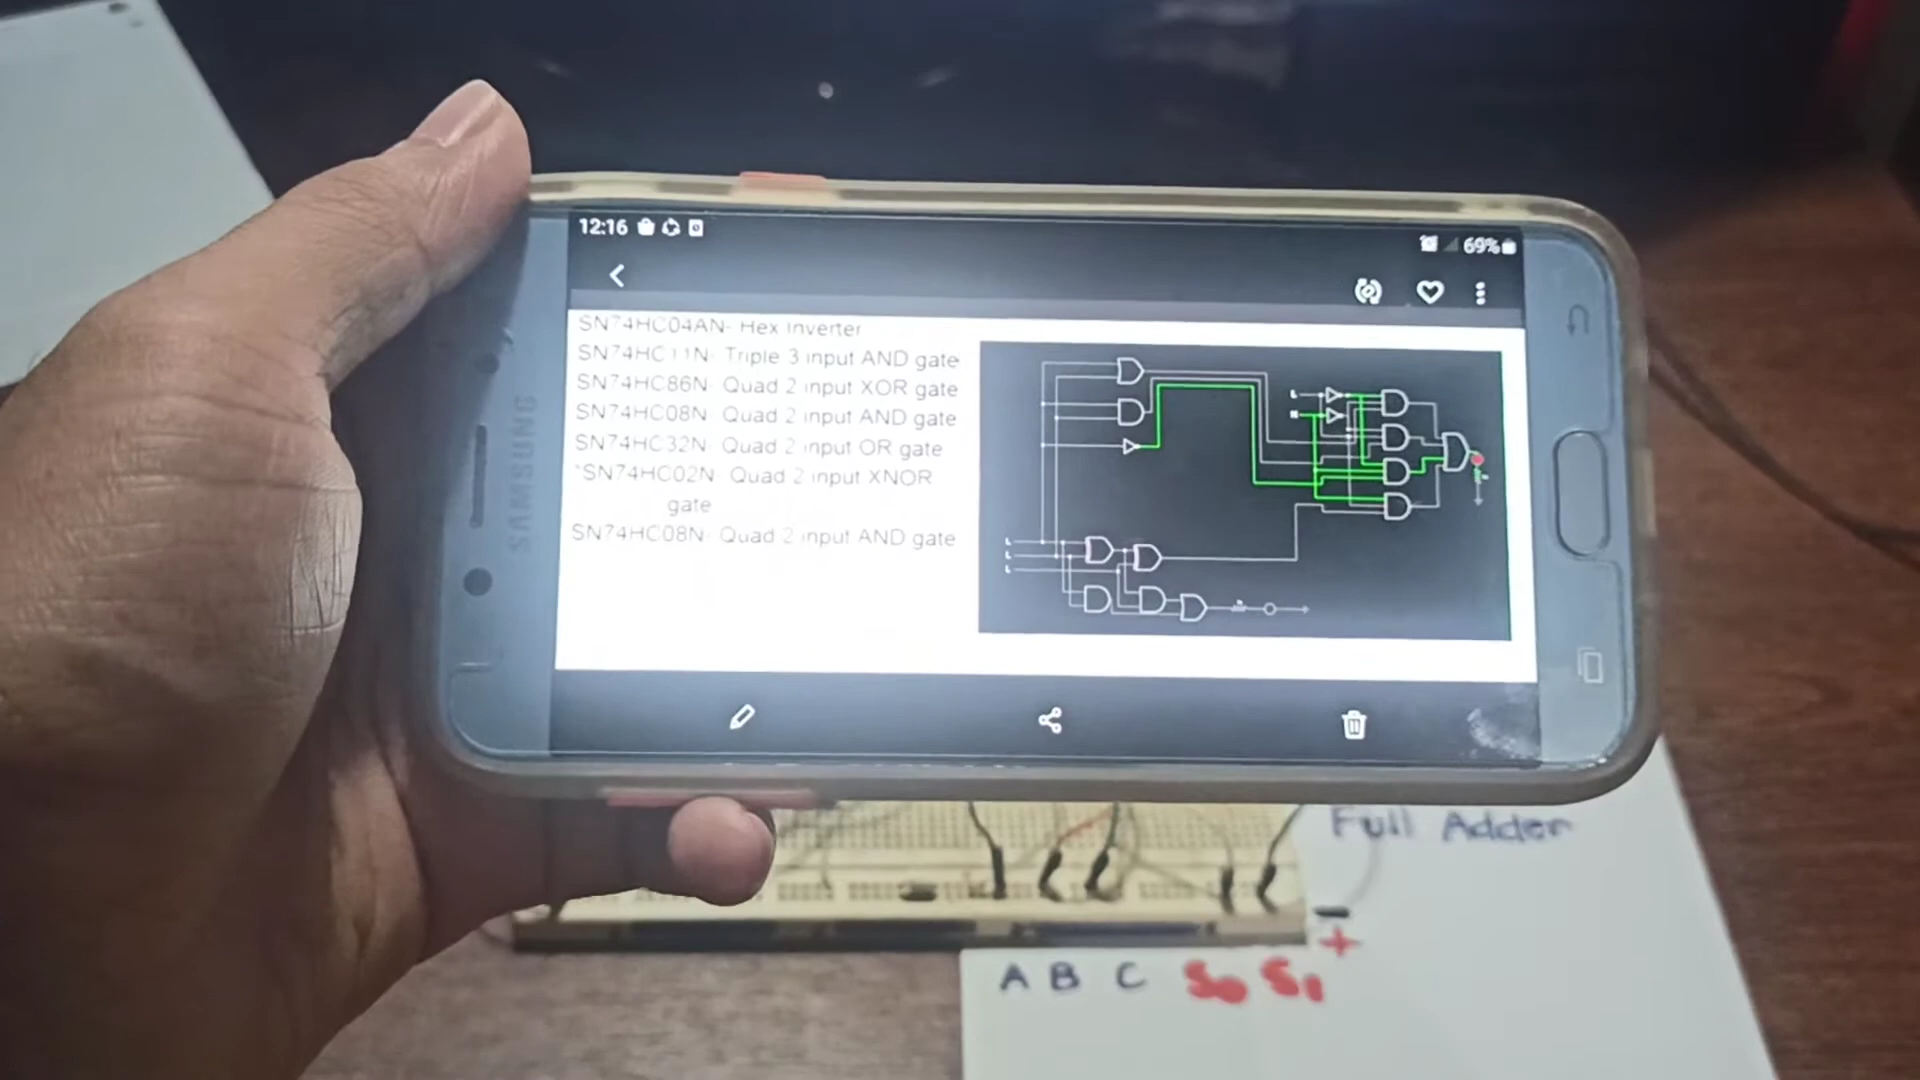 12:16
69%
SN74HC04AN- Hex Inverter
SN74HC11N- Triple 3 input AND gate
SN74HC86N- Quad 2 input XOR gate
SN74HC08N- Quad 2 input AND gate
SN74HC32N- Quad 2 input OR gate
*SN74HC02N- Quad 2 input XNOR
gate
SN74HC08N- Quad 2 input AND gate
L
H
L
L
L
SAMSUNG
Full Adder
- 
+
A B C S0 S1